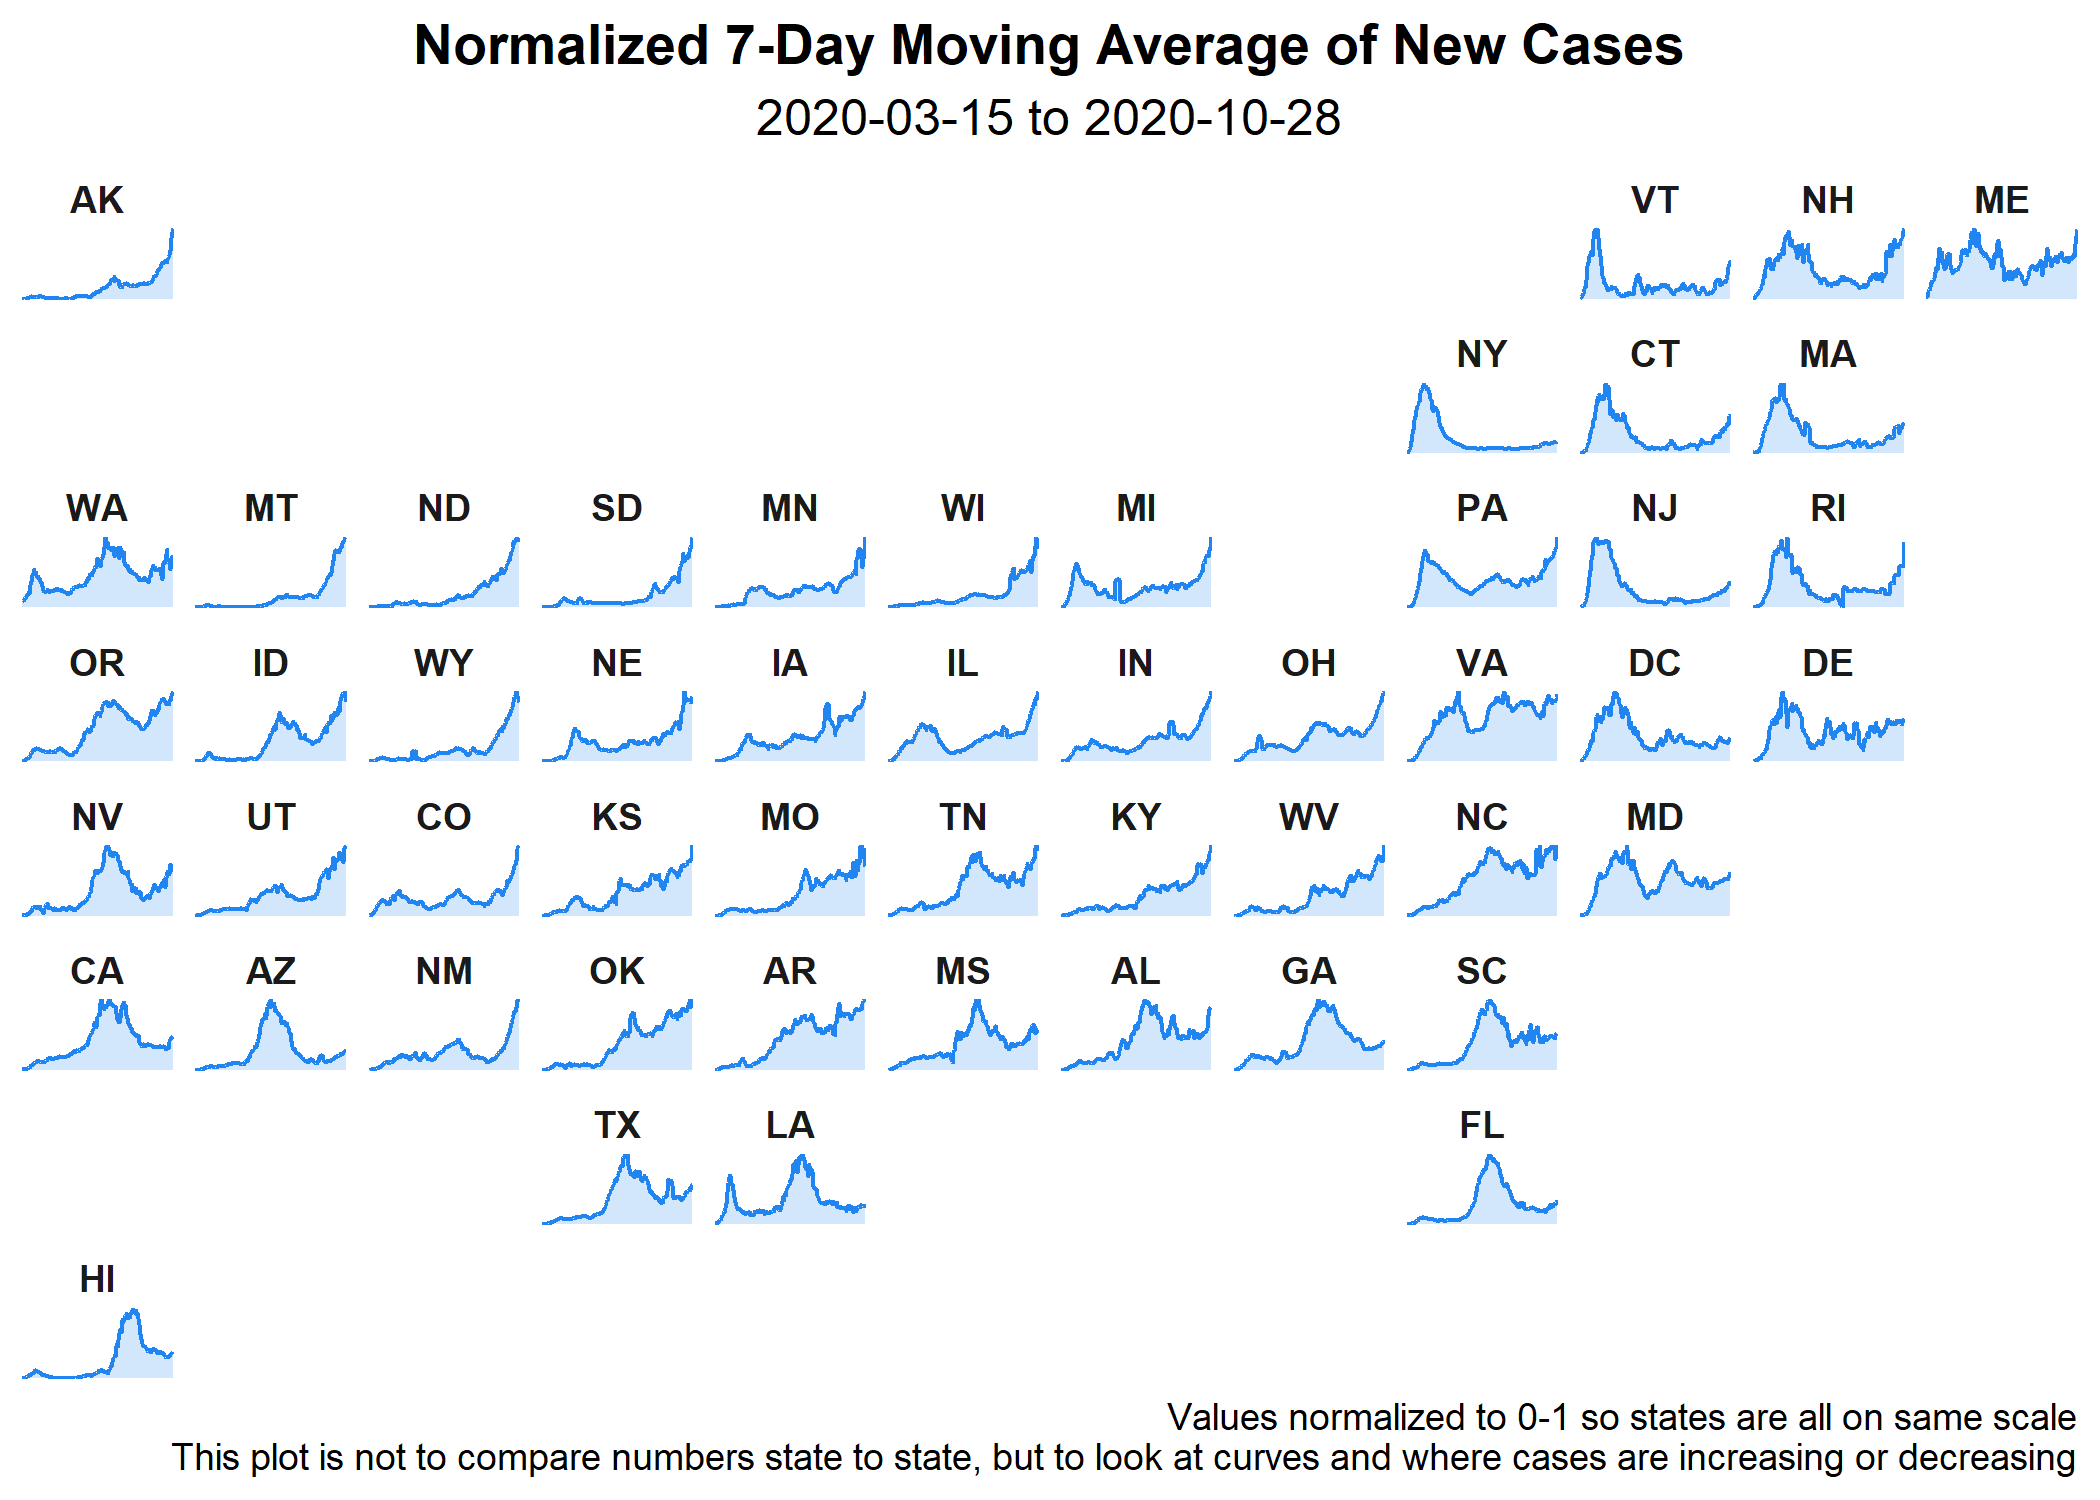 Normalized 7-Day Moving Average of New Cases
2020-03-15 to 2020-10-28
AK VT NH ME
NY CT MA
WA MT ND SD MN WI MI PA NJ RI
OR ID WY NE IA IL IN OH VA DC DE
NV UT CO KS MO TN KY WV NC MD
CA AZ NM OK AR MS AL GA SC
TX LA FL
HI
Values normalized to 0-1 so states are all on same scale
This plot is not to compare numbers state to state, but to look at curves and where cases are increasing or decreasing